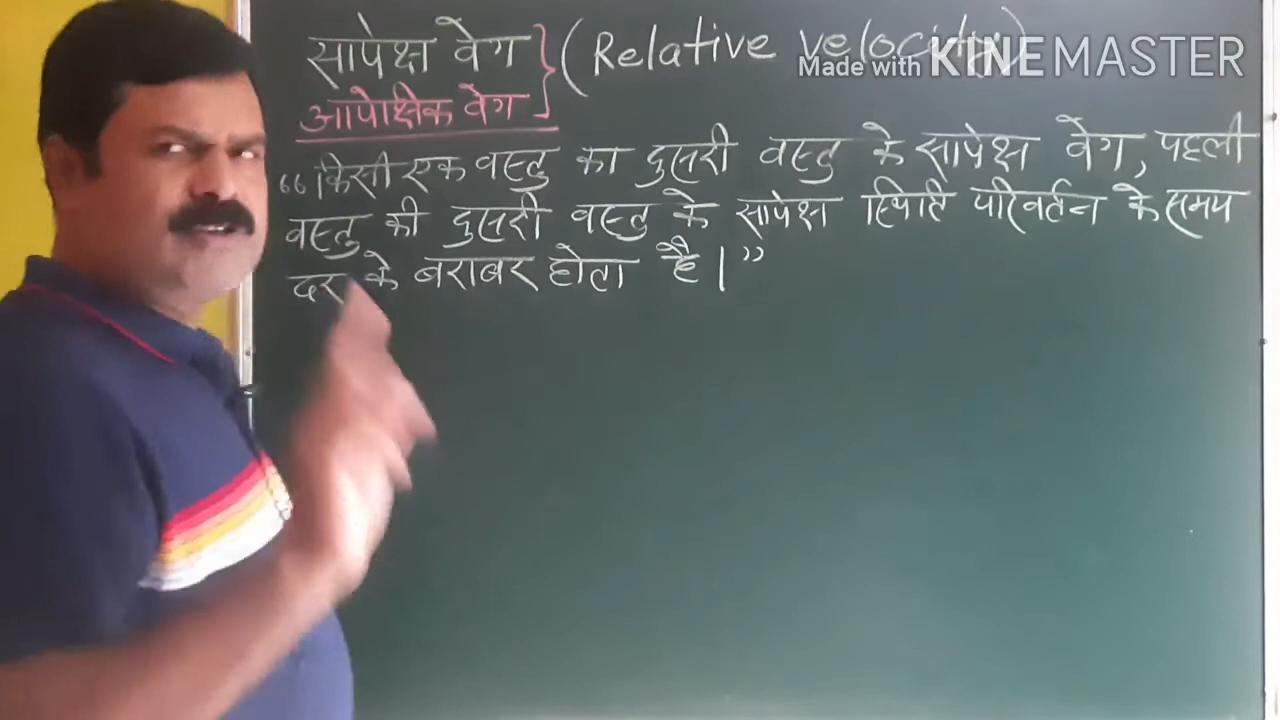 सापेक्ष वेग } (Relative velocity)
आपेक्षिक वेग
Made with KINEMASTER
“किसी एक वस्तु का दुसरी वस्तु के सापेक्ष वेग, पहली
वस्तु की दुसरी वस्तु के सापेक्ष स्थिति परिवर्तन के समय
दर के बराबर होता है।”